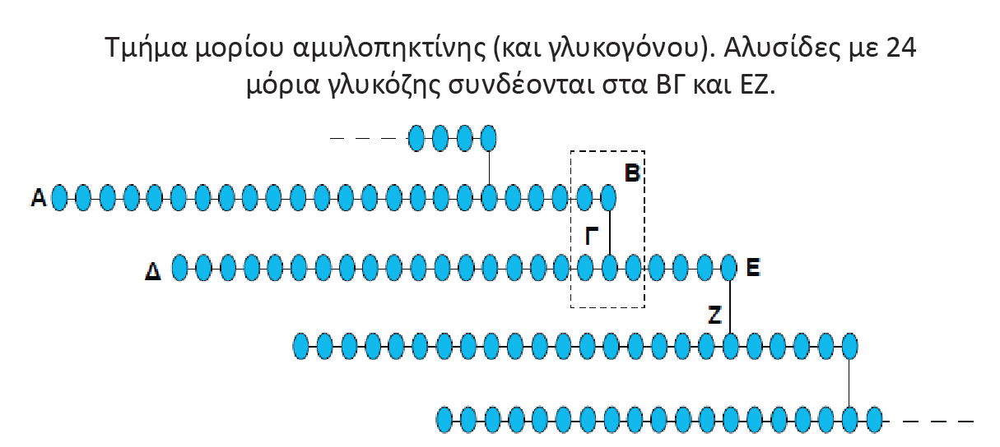 Τμήμα μορίου αμυλοπηκτίνης (και γλυκογόνου). Αλυσίδες με 24
μόρια γλυκόζης συνδέονται στα ΒΓ και ΕΖ.
Β
Α
Γ
Δ
Ε
Ζ